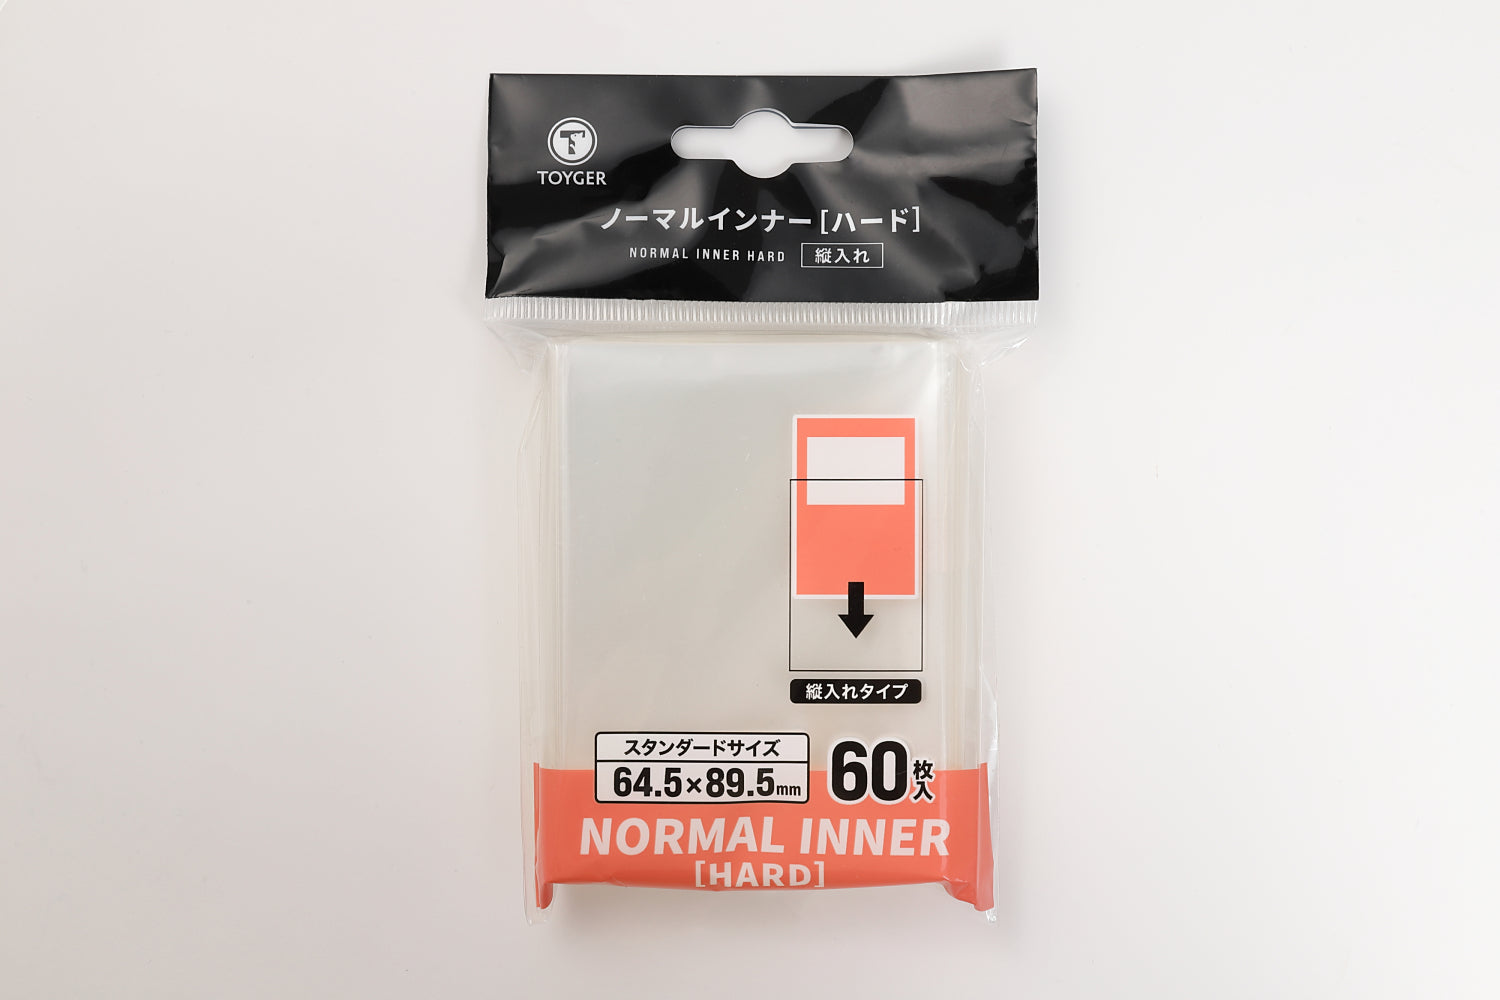 TOYGER
ノーマルインナー[ハード]
NORMAL INNER HARD 縦入れ
縦入れタイプ
スタンダードサイズ
64.5×89.5mm
60枚入
NORMAL INNER
[HARD]